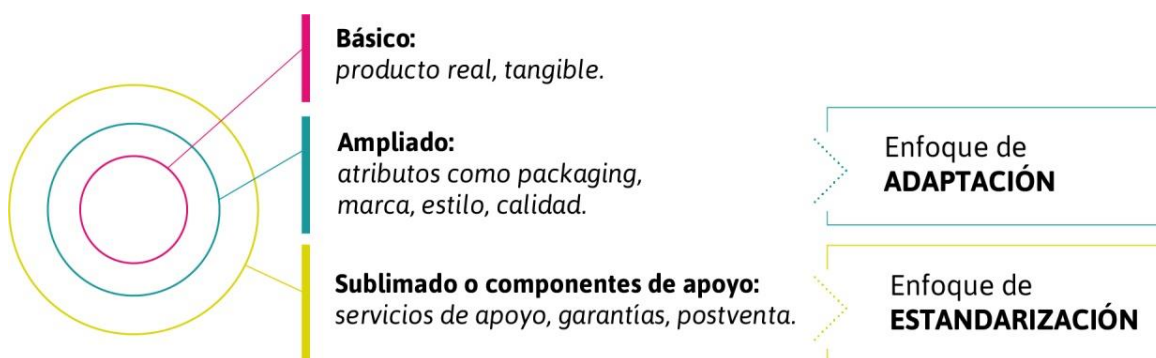 Básico:
producto real, tangible.
Ampliado:
atributos como packaging,
marca, estilo, calidad.
Enfoque de
ADAPTACIÓN
Sublimado o componentes de apoyo:
servicios de apoyo, garantías, postventa.
Enfoque de
ESTANDARIZACIÓN